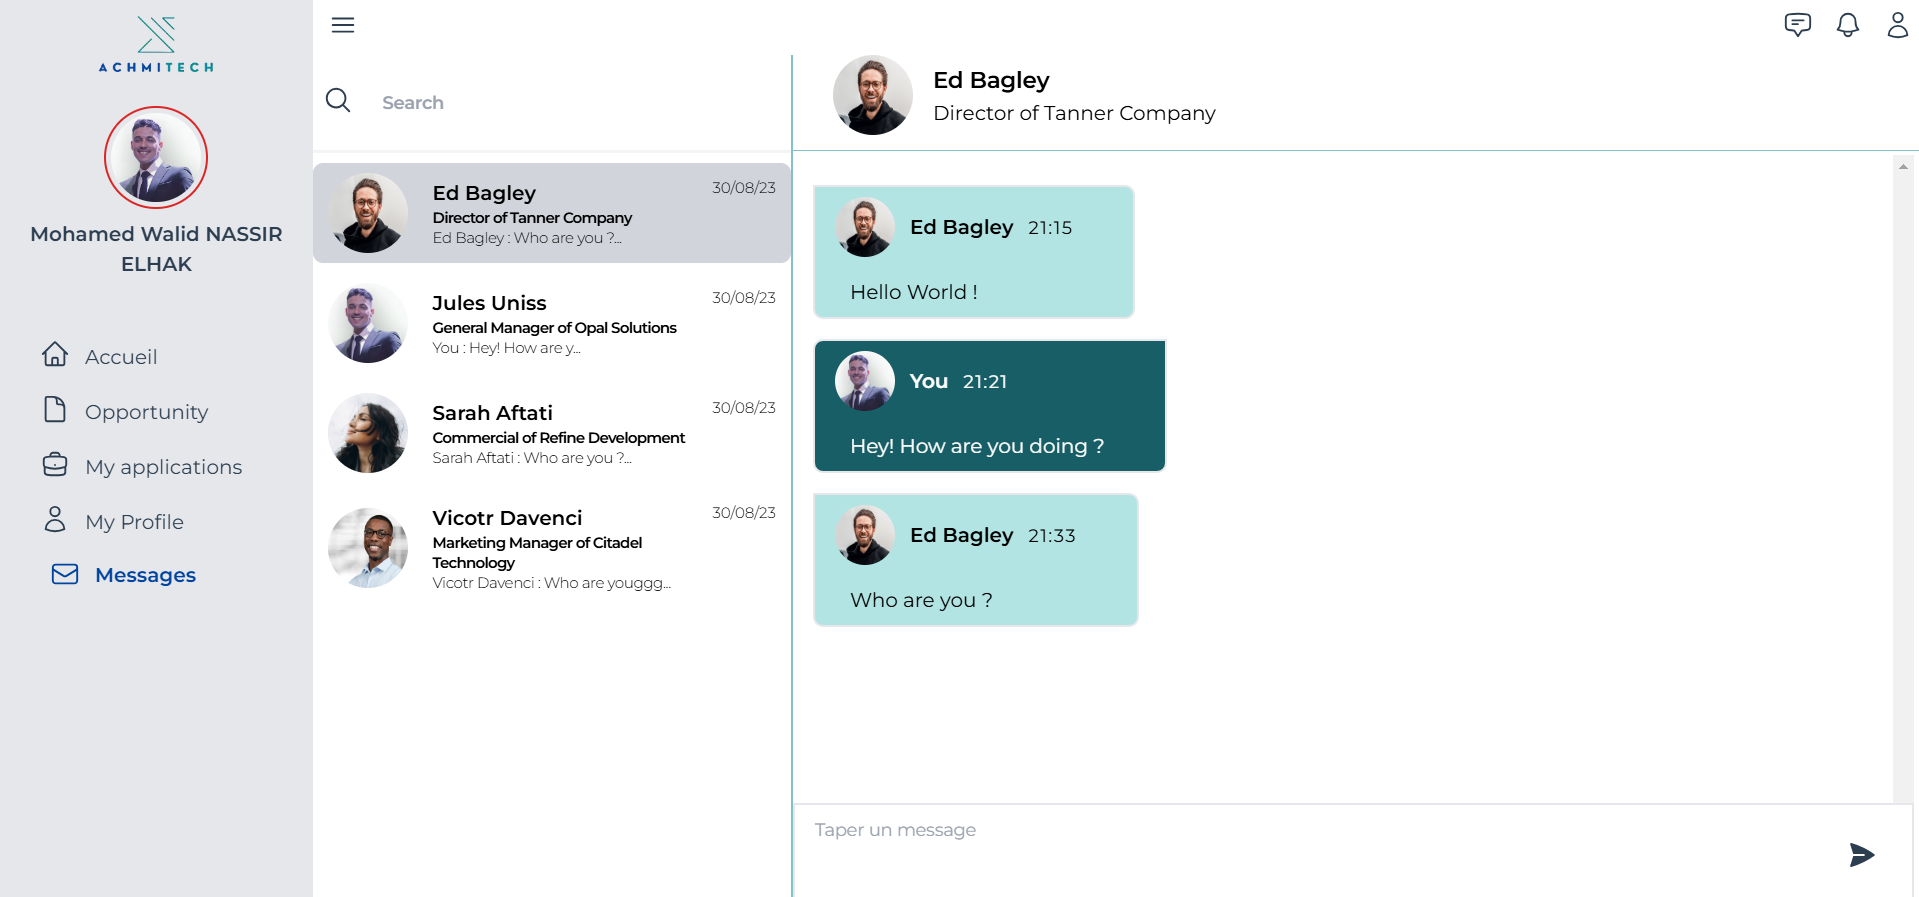 ACHMITECH
Mohamed Walid NASSIR
ELHAK
Accueil
Opportunity
My applications
My Profile
Messages
Search
Ed Bagley
30/08/23
Director of Tanner Company
Ed Bagley : Who are you ?...
Jules Uniss
30/08/23
General Manager of Opal Solutions
You : Hey! How are y...
Sarah Aftati
30/08/23
Commercial of Refine Development
Sarah Aftati : Who are you ?...
Vicotr Davenci
30/08/23
Marketing Manager of Citadel
Technology
Vicotr Davenci : Who are youggg...
Ed Bagley
Director of Tanner Company
Ed Bagley 21:15
Hello World !
You 21:21
Hey! How are you doing ?
Ed Bagley 21:33
Who are you ?
Taper un message